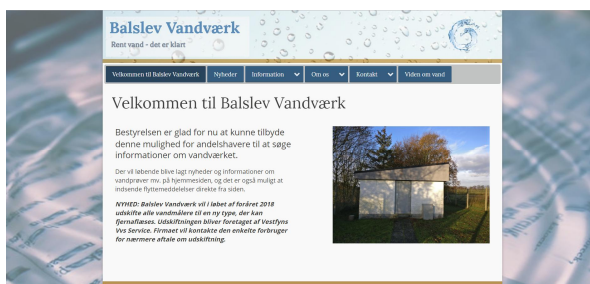 Balslev Vandværk
Rent vand - det er klart
Velkommen til Balslev Vandværk Nyheder Information Om os Kontakt Viden om vand
Velkommen til Balslev Vandværk
Bestyrelsen er glad for nu at kunne tilbyde
denne mulighed for andelshavere til at søge
informationer om vandværket.
Der vil løbende blive lagt nyheder og informationer om
vandprøver mv. på hjemmesiden, og det er også muligt at
indsende flyttemeddelelser direkte fra siden.
NYHED: Balslev Vandværk vil i løbet af foråret 2018
udskifte alle vandmålere til en ny type, der kan
fjernaflæses. Udskiftningen bliver foretaget af Vestfyns
Vvs Service. Firmaet vil kontakte den enkelte forbruger
for nærmere aftale om udskiftning.